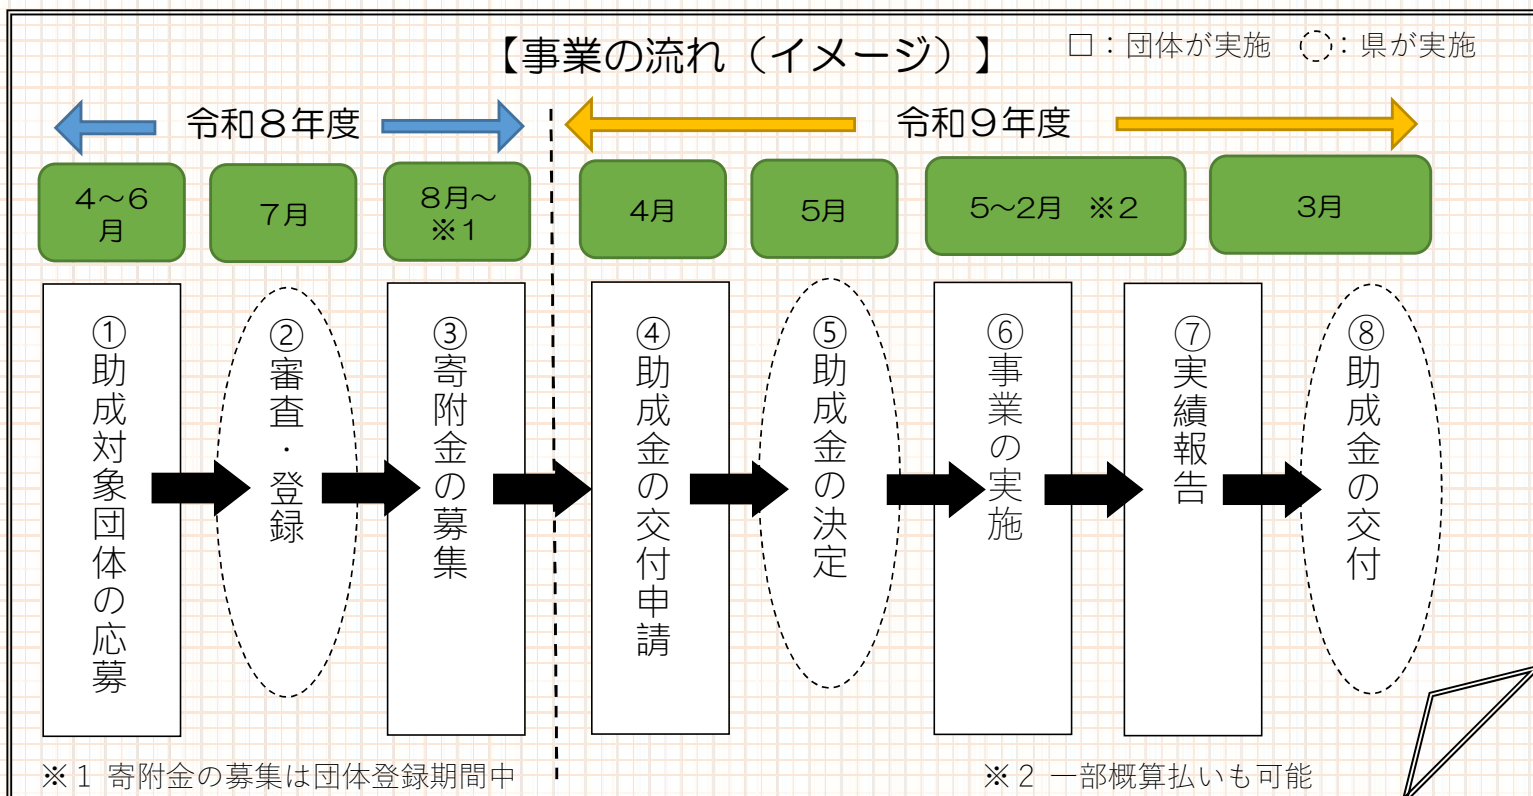 【事業の流れ（イメージ）】
□：団体が実施　◌：県が実施
令和８年度
令和９年度
４～６
月
７月
８月～
※１
４月
５月
５～２月　※２
３月
①助成対象団体の応募
②審査・登録
③寄附金の募集
④助成金の交付申請
⑤助成金の決定
⑥事業の実施
⑦実績報告
⑧助成金の交付
※１ 寄附金の募集は団体登録期間中
※２ 一部概算払いも可能